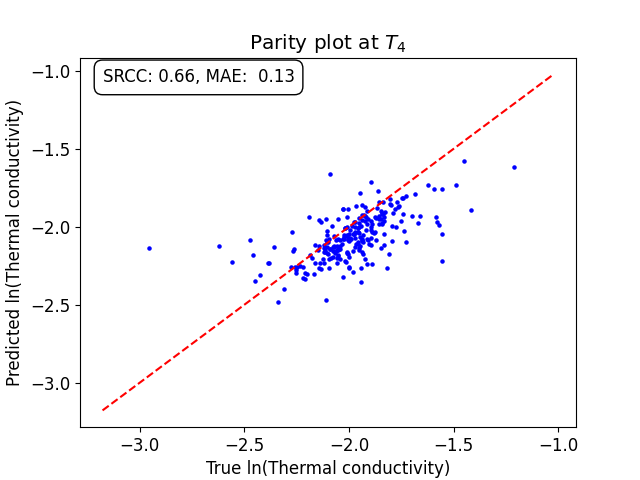 Parity plot at T₄
SRCC: 0.66, MAE:  0.13
Predicted ln(Thermal conductivity)
−1.0
−1.5
−2.0
−2.5
−3.0
−3.0 −2.5 −2.0 −1.5 −1.0
True ln(Thermal conductivity)